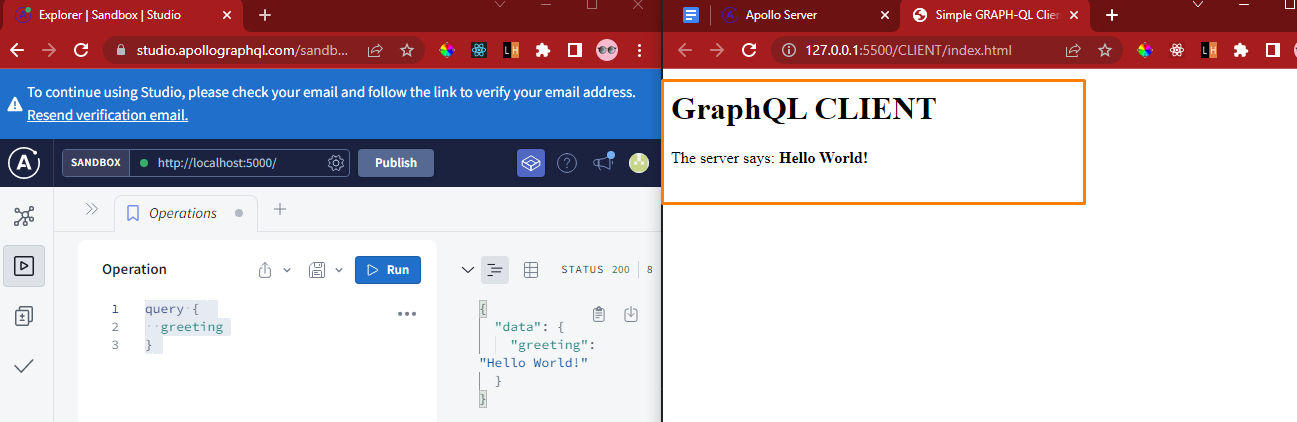 Explorer | Sandbox | Studio
studio.apollographql.com/sandb...
To continue using Studio, please check your email and follow the link to verify your email address.
Resend verification email.
SANDBOX
http://localhost:5000/
Publish
Operations
Operation
Run
1 query {
2 greeting
3 }
STATUS 200
8
{
"data": {
"greeting":
"Hello World!"
}
}
Apollo Server
Simple GRAPH-QL Clien
127.0.0.1:5500/CLIENT/index.html
GraphQL CLIENT
The server says: Hello World!